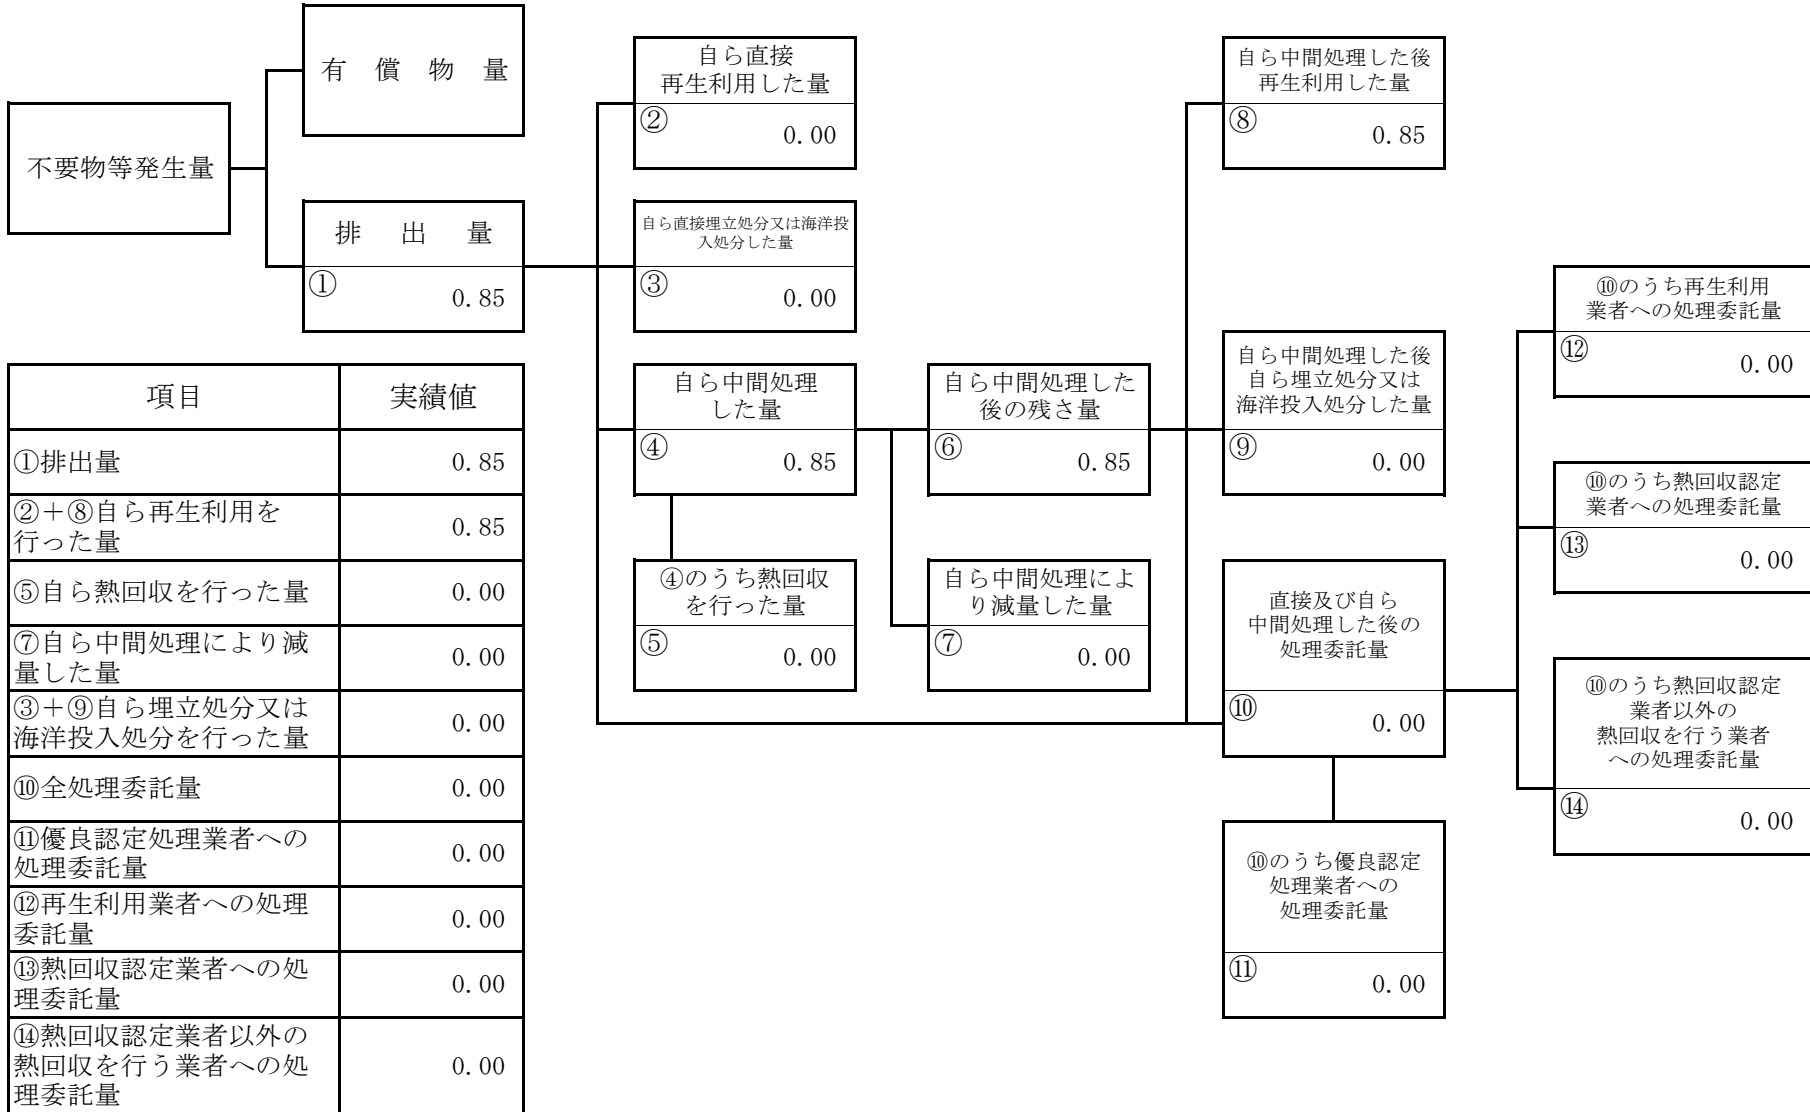 有償物量
不要物等発生量
排出量
① 0.85
自ら直接
再生利用した量
② 0.00
自ら直接埋立処分又は海洋投
入処分した量
③ 0.00
自ら中間処理
した量
④ 0.85
④のうち熱回収
を行った量
⑤ 0.00
自ら中間処理した
後の残さ量
⑥ 0.85
自ら中間処理によ
り減量した量
⑦ 0.00
自ら中間処理した後
再生利用した量
⑧ 0.85
自ら中間処理した後
自ら埋立処分又は
海洋投入処分した量
⑨ 0.00
直接及び自ら
中間処理した後の
処理委託量
⑩ 0.00
⑩のうち優良認定
処理業者への
処理委託量
⑪ 0.00
⑩のうち再生利用
業者への処理委託量
⑫ 0.00
⑩のうち熱回収認定
業者への処理委託量
⑬ 0.00
⑩のうち熱回収認定
業者以外の
熱回収を行う業者
への処理委託量
⑭ 0.00
項目 実績値
①排出量 0.85
②+⑧自ら再生利用を
行った量 0.85
⑤自ら熱回収を行った量 0.00
⑦自ら中間処理により減
量した量 0.00
③+⑨自ら埋立処分又は
海洋投入処分を行った量 0.00
⑩全処理委託量 0.00
⑪優良認定処理業者への
処理委託量 0.00
⑫再生利用業者への処理
委託量 0.00
⑬熱回収認定業者への処
理委託量 0.00
⑭熱回収認定業者以外の
熱回収を行う業者への処
理委託量 0.00